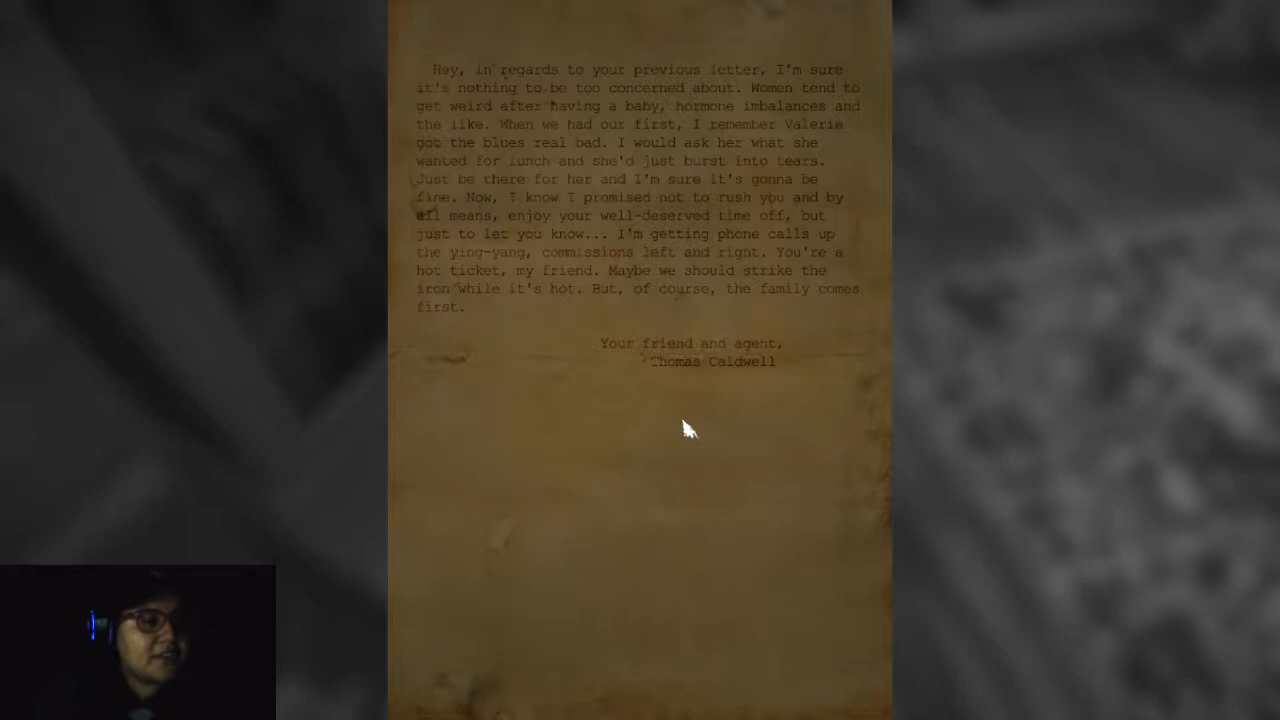 Hey, in regards to your previous letter, I'm sure
it's nothing to be too concerned about. Women tend to
get weird after having a baby, hormone imbalances and
the like. When we had our first, I remember Valerie
got the blues real bad. I would ask her what she
wanted for lunch and she'd just burst into tears.
Just be there for her and I'm sure it's gonna be
fine. Now, I know I promised not to rush you and by
all means, enjoy your well-deserved time off, but
just to let you know... I'm getting phone calls up
the ying-yang, commissions left and right. You're a
hot ticket, my friend. Maybe we should strike the
iron while it's hot. But, of course, the family comes
first.
Your friend and agent,
Thomas Caldwell